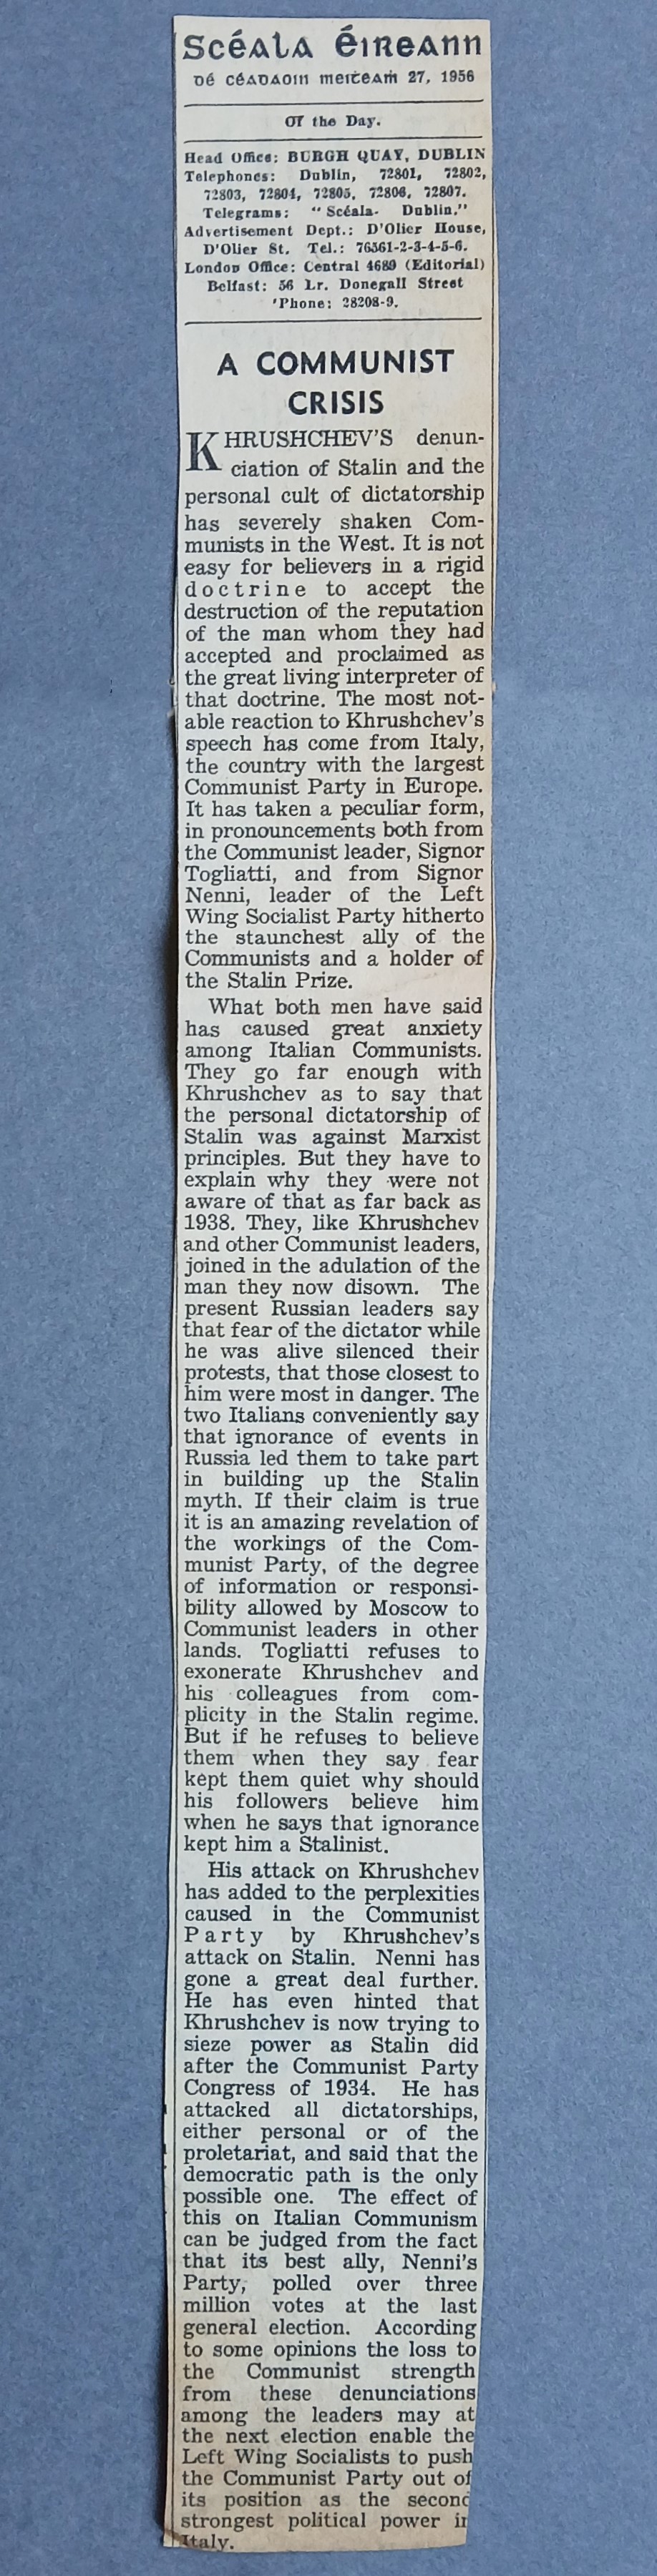 Scéala Éireann
Dé Céadaoin Meiṫeaṁ 27, 1956
Of the Day.
Head Office: BURGH QUAY, DUBLIN
Telephones: Dublin, 72801, 72802,
72803, 72804, 72805, 72806, 72807.
Telegrams: "Scéala- Dublin."
Advertisement Dept.: D'Olier House,
D'Olier St. Tel.: 76561-2-3-4-5-6.
London Office: Central 4689 (Editorial)
Belfast: 56 Lr. Donegall Street
'Phone: 28208-9.
A COMMUNIST
CRISIS
KHRUSHCHEV'S denun-
ciation of Stalin and the
personal cult of dictatorship
has severely shaken Com-
munists in the West. It is not
easy for believers in a rigid
doctrine to accept the
destruction of the reputation
of the man whom they had
accepted and proclaimed as
the great living interpreter of
that doctrine. The most not-
able reaction to Khrushchev's
speech has come from Italy,
the country with the largest
Communist Party in Europe.
It has taken a peculiar form,
in pronouncements both from
the Communist leader, Signor
Togliatti, and from Signor
Nenni, leader of the Left
Wing Socialist Party hitherto
the staunchest ally of the
Communists and a holder of
the Stalin Prize.
What both men have said
has caused great anxiety
among Italian Communists.
They go far enough with
Khrushchev as to say that
the personal dictatorship of
Stalin was against Marxist
principles. But they have to
explain why they were not
aware of that as far back as
1938. They, like Khrushchev
and other Communist leaders,
joined in the adulation of the
man they now disown. The
present Russian leaders say
that fear of the dictator while
he was alive silenced their
protests, that those closest to
him were most in danger. The
two Italians conveniently say
that ignorance of events in
Russia led them to take part
in building up the Stalin
myth. If their claim is true
it is an amazing revelation of
the workings of the Com-
munist Party, of the degree
of information or responsi-
bility allowed by Moscow to
Communist leaders in other
lands. Togliatti refuses to
exonerate Khrushchev and
his colleagues from com-
plicity in the Stalin regime.
But if he refuses to believe
them when they say fear
kept them quiet why should
his followers believe him
when he says that ignorance
kept him a Stalinist.
His attack on Khrushchev
has added to the perplexities
caused in the Communist
Party by Khrushchev's
attack on Stalin. Nenni has
gone a great deal further.
He has even hinted that
Khrushchev is now trying to
sieze power as Stalin did
after the Communist Party
Congress of 1934. He has
attacked all dictatorships,
either personal or of the
proletariat, and said that the
democratic path is the only
possible one. The effect of
this on Italian Communism
can be judged from the fact
that its best ally, Nenni's
Party, polled over three
million votes at the last
general election. According
to some opinions the loss to
the Communist strength
from these denunciations
among the leaders may at
the next election enable the
Left Wing Socialists to push
the Communist Party out of
its position as the second
strongest political power in
Italy.